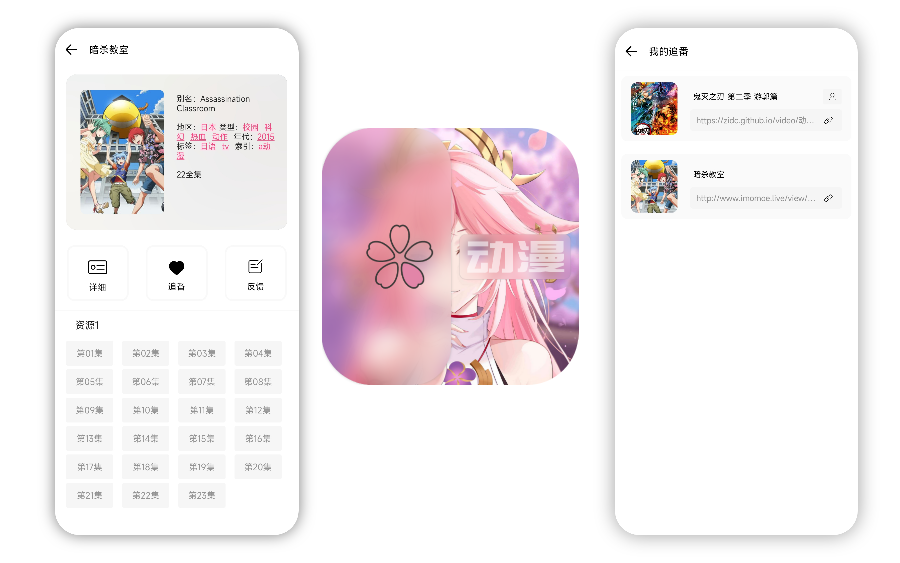 暗杀教室
别名：Assassination
Classroom
地区：日本 类型：校园 科
幻 热血 动作 年代：2015
标签：日语 tv 索引：a动
漫
22全集
详细
追番
反馈
资源1
第01集 第02集 第03集 第04集
第05集 第06集 第07集 第08集
第09集 第10集 第11集 第12集
第13集 第14集 第15集 第16集
第17集 第18集 第19集 第20集
第21集 第22集 第23集
动漫
我的追番
鬼灭之刃 第二季 游郭篇
https://zidc.github.io/video/动...
暗杀教室
http://www.imomoe.live/view/...